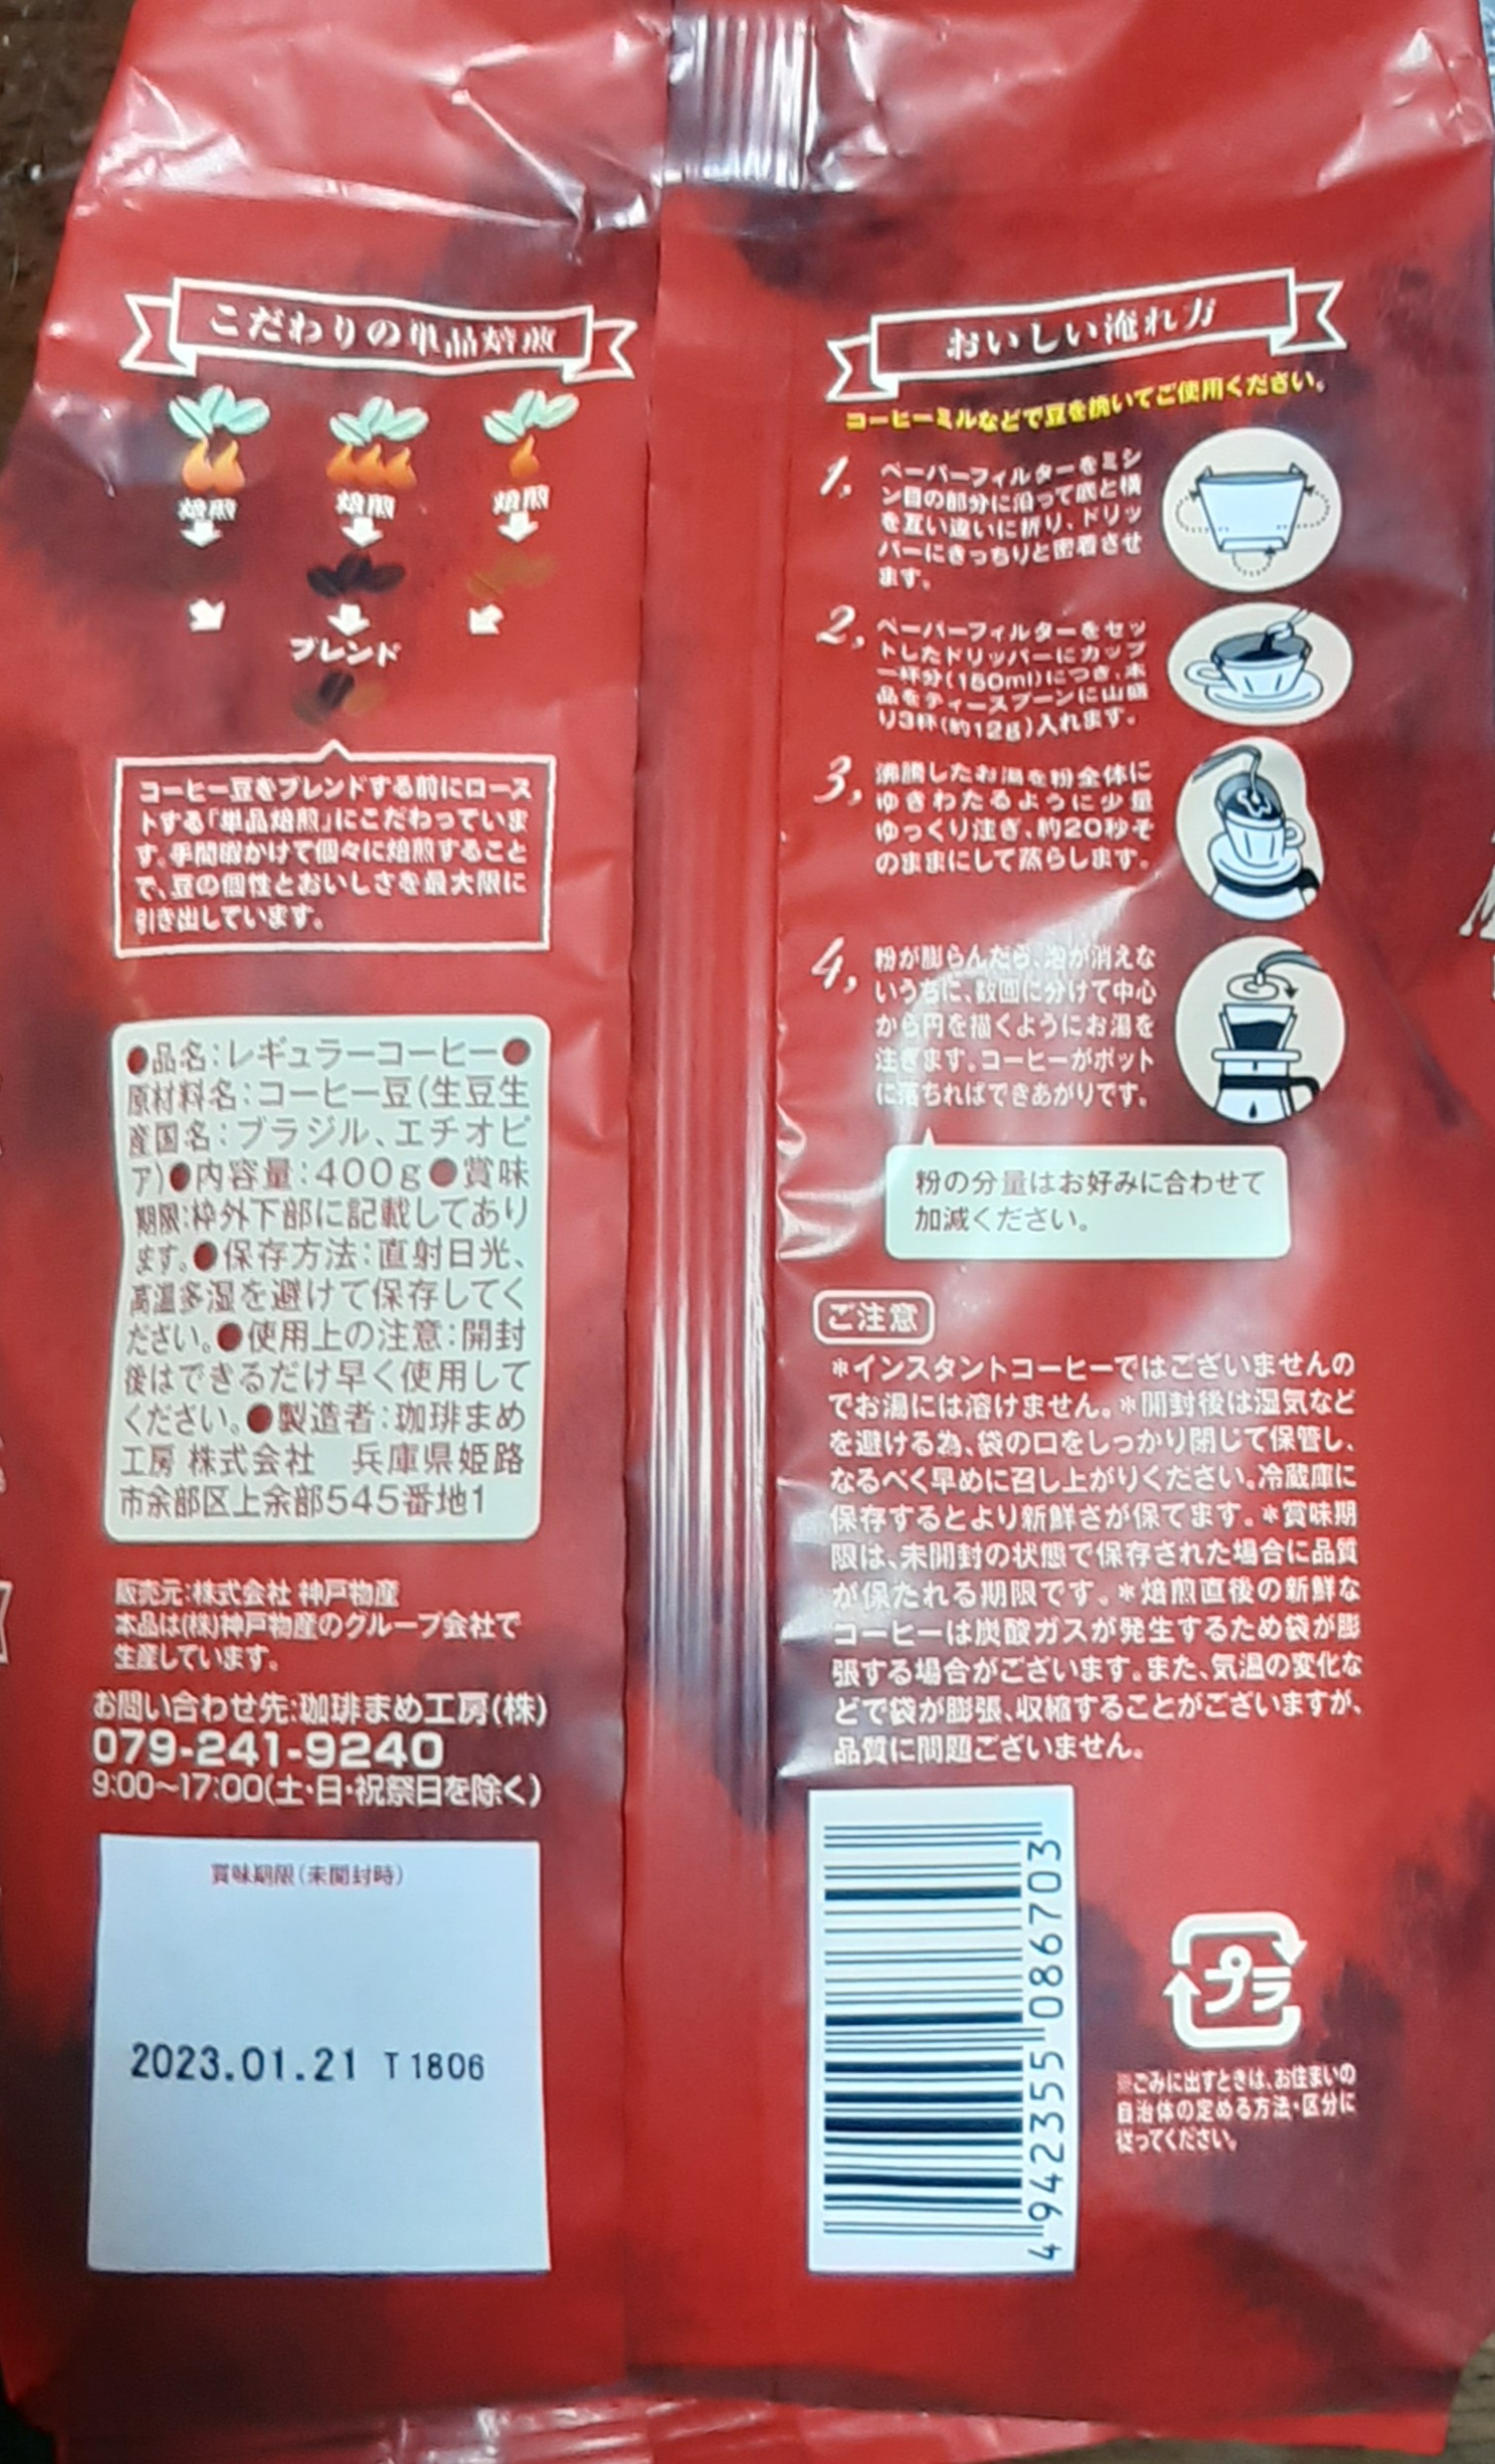 こだわりの単品焙煎
焙煎
焙煎
焙煎
ブレンド
コーヒー豆をブレンドする前にロース
トする「単品焙煎」にこだわっていま
す。手間暇かけて個々に焙煎すること
で、豆の個性とおいしさを最大限に
引き出しています。
●品名:レギュラーコーヒー●
原材料名:コーヒー豆(生豆生
産国名:ブラジル、エチオピ
ア)●内容量:400g●賞味
期限:枠外下部に記載してあり
ます。●保存方法:直射日光、
高温多湿を避けて保存してく
ださい。●使用上の注意:開封
後はできるだけ早く使用して
ください。●製造者:珈琲まめ
工房 株式会社　兵庫県姫路
市余部区上余部545番地1
販売元:株式会社 神戸物産
本品は(株)神戸物産のグループ会社で
生産しています。
お問い合わせ先:珈琲まめ工房(株)
079-241-9240
9:00~17:00(土・日・祝祭日を除く)
賞味期限(未開封時)
2023.01.21 T1806
おいしい淹れ方
コーヒーミルなどで豆を挽いてご使用ください。
1,
ペーパーフィルターをミシ
ン目の部分に沿って底と横
を互い違いに折り、ドリッ
パーにきっちりと密着させ
ます。
2,
ペーパーフィルターをセッ
トしたドリッパーにカップ
一杯分(150ml)につき、本
品をティースプーンに山盛
り3杯(約12g)入れます。
3,
沸騰したお湯を粉全体に
ゆきわたるように少量
ゆっくり注ぎ、約20秒そ
のままにして蒸らします。
4,
粉が膨らんだら、泡が消えな
いうちに、数回に分けて中心
から円を描くようにお湯を
注ぎます。コーヒーがポット
に落ちればできあがりです。
粉の分量はお好みに合わせて
加減ください。
ご注意
*インスタントコーヒーではございませんの
でお湯には溶けません。*開封後は湿気など
を避ける為、袋の口をしっかり閉じて保管し、
なるべく早めに召し上がりください。冷蔵庫に
保存するとより新鮮さが保てます。*賞味期
限は、未開封の状態で保存された場合に品質
が保たれる期限です。*焙煎直後の新鮮な
コーヒーは炭酸ガスが発生するため袋が膨
張する場合がございます。また、気温の変化な
どで袋が膨張、収縮することがございますが、
品質に問題ございません。
4942355086703
プラ
※ごみに出すときは、お住まいの
自治体の定める方法・区分に
従ってください。